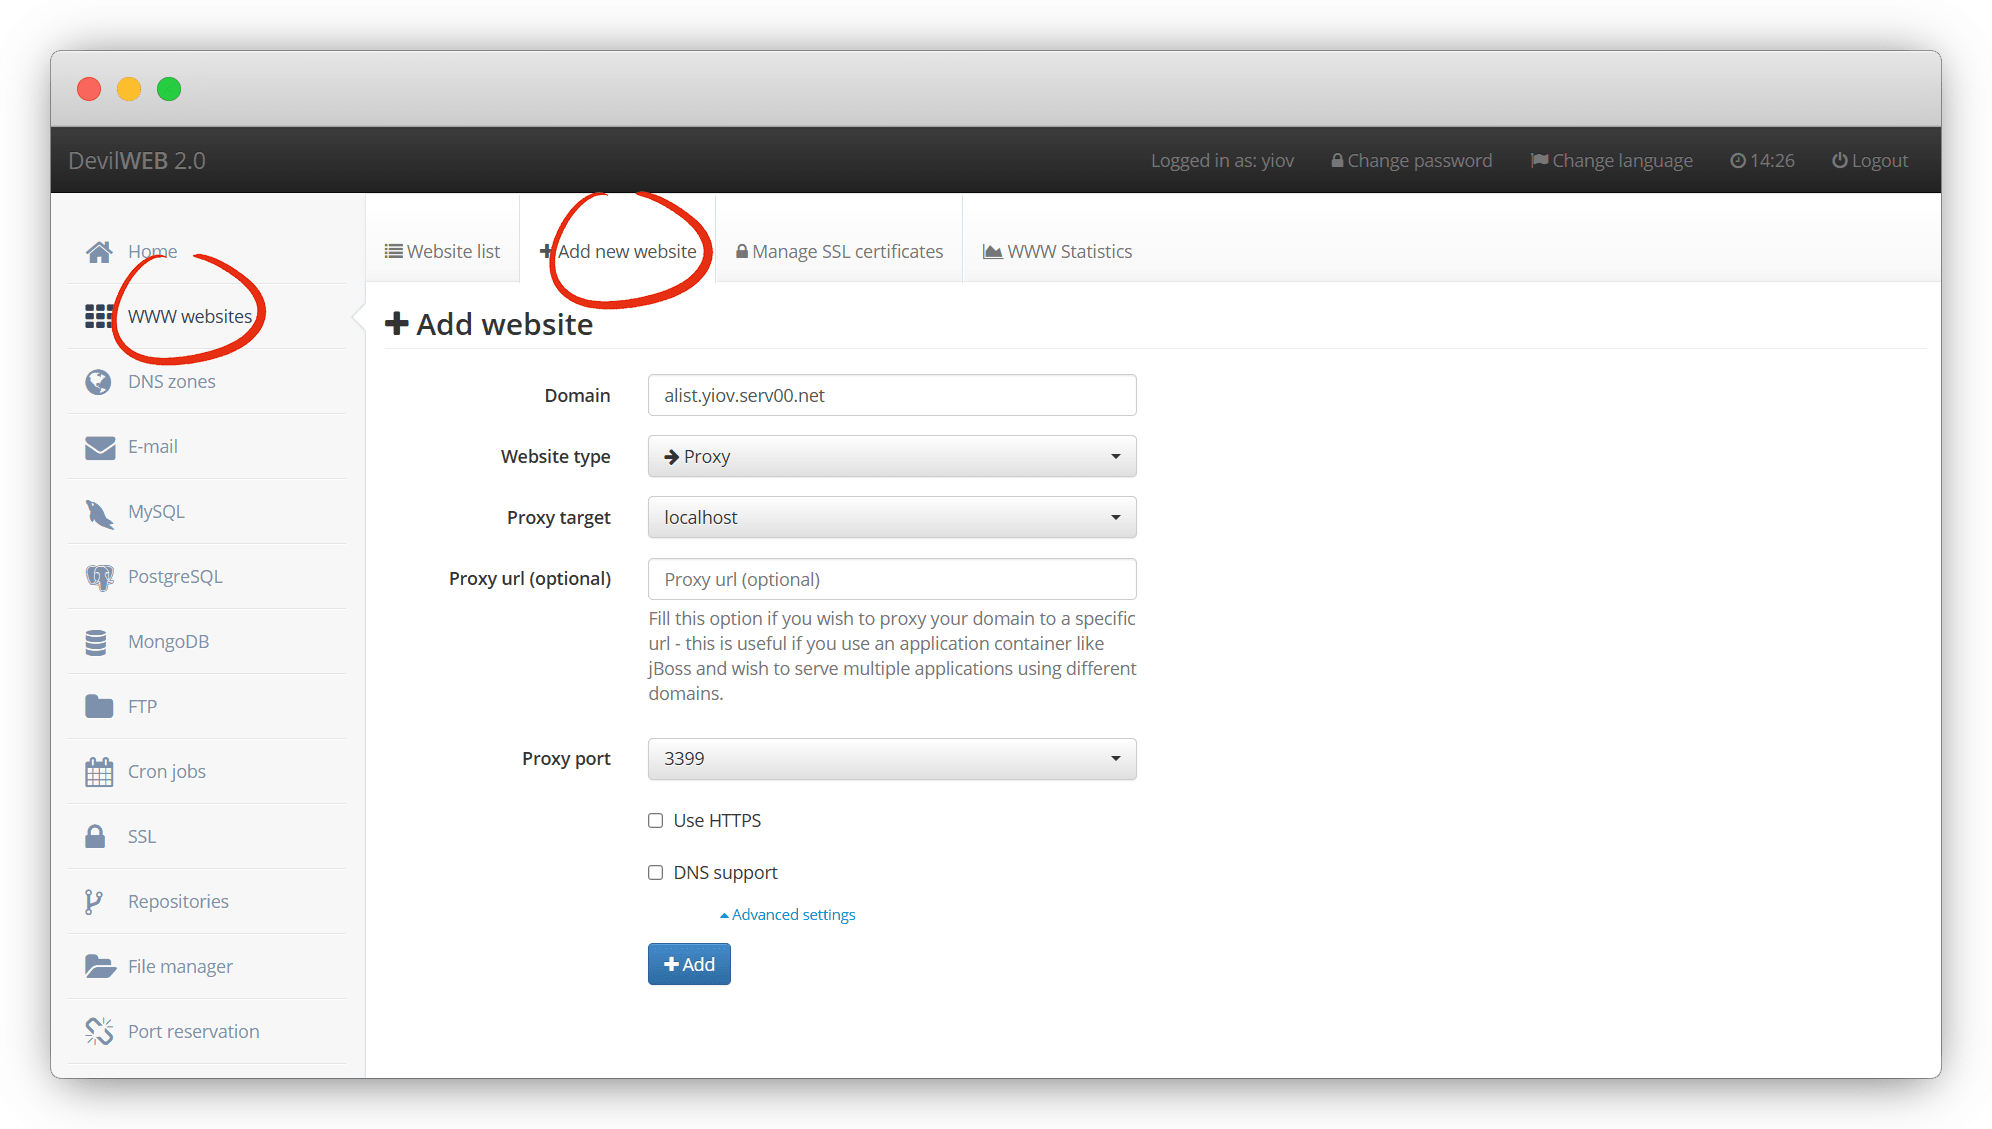 DevilWEB 2.0
Logged in as: yiov
Change password
Change language
14:26
Logout
Home
WWW websites
DNS zones
E-mail
MySQL
PostgreSQL
MongoDB
FTP
Cron jobs
SSL
Repositories
File manager
Port reservation
Website list
Add new website
Manage SSL certificates
WWW Statistics
Add website
Domain
alist.yiov.serv00.net
Website type
Proxy
Proxy target
localhost
Proxy url (optional)
Proxy url (optional)
Fill this option if you wish to proxy your domain to a specific
url - this is useful if you use an application container like
jBoss and wish to serve multiple applications using different
domains.
Proxy port
3399
Use HTTPS
DNS support
Advanced settings
Add